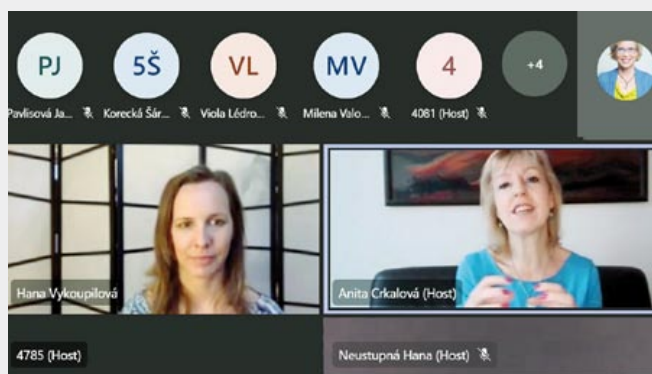 PJ 5Š VL MV 4 +4
Pavlisová Ja... Korecká Šár... Viola Lédro... Milena Valo... 4081 (Host)
Hana Vykoupilová
Anita Crkalová (Host)
4785 (Host)
Neustupná Hana (Host)